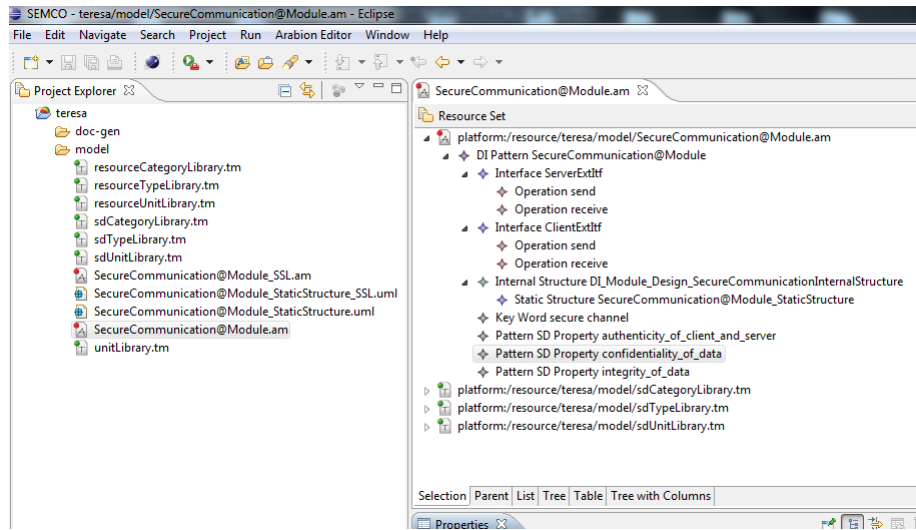 SEMCO - teresa/model/SecureCommunication@Module.am - Eclipse
File Edit Navigate Search Project Run Arabion Editor Window Help
Project Explorer
teresa
doc-gen
model
resourceCategoryLibrary.tm
resourceTypeLibrary.tm
resourceUnitLibrary.tm
sdCategoryLibrary.tm
sdTypeLibrary.tm
sdUnitLibrary.tm
SecureCommunication@Module_SSL.am
SecureCommunication@Module_StaticStructure_SSL.uml
SecureCommunication@Module_StaticStructure.uml
SecureCommunication@Module.am
unitLibrary.tm
SecureCommunication@Module.am
Resource Set
platform:/resource/teresa/model/SecureCommunication@Module.am
DI Pattern SecureCommunication@Module
Interface ServerExtItf
Operation send
Operation receive
Interface ClientExtItf
Operation send
Operation receive
Internal Structure DI_Module_Design_SecureCommunicationInternalStructure
Static Structure SecureCommunication@Module_StaticStructure
Key Word secure channel
Pattern SD Property authenticity_of_client_and_server
Pattern SD Property confidentiality_of_data
Pattern SD Property integrity_of_data
platform:/resource/teresa/model/sdCategoryLibrary.tm
platform:/resource/teresa/model/sdTypeLibrary.tm
platform:/resource/teresa/model/sdUnitLibrary.tm
Selection Parent List Tree Table Tree with Columns
Properties